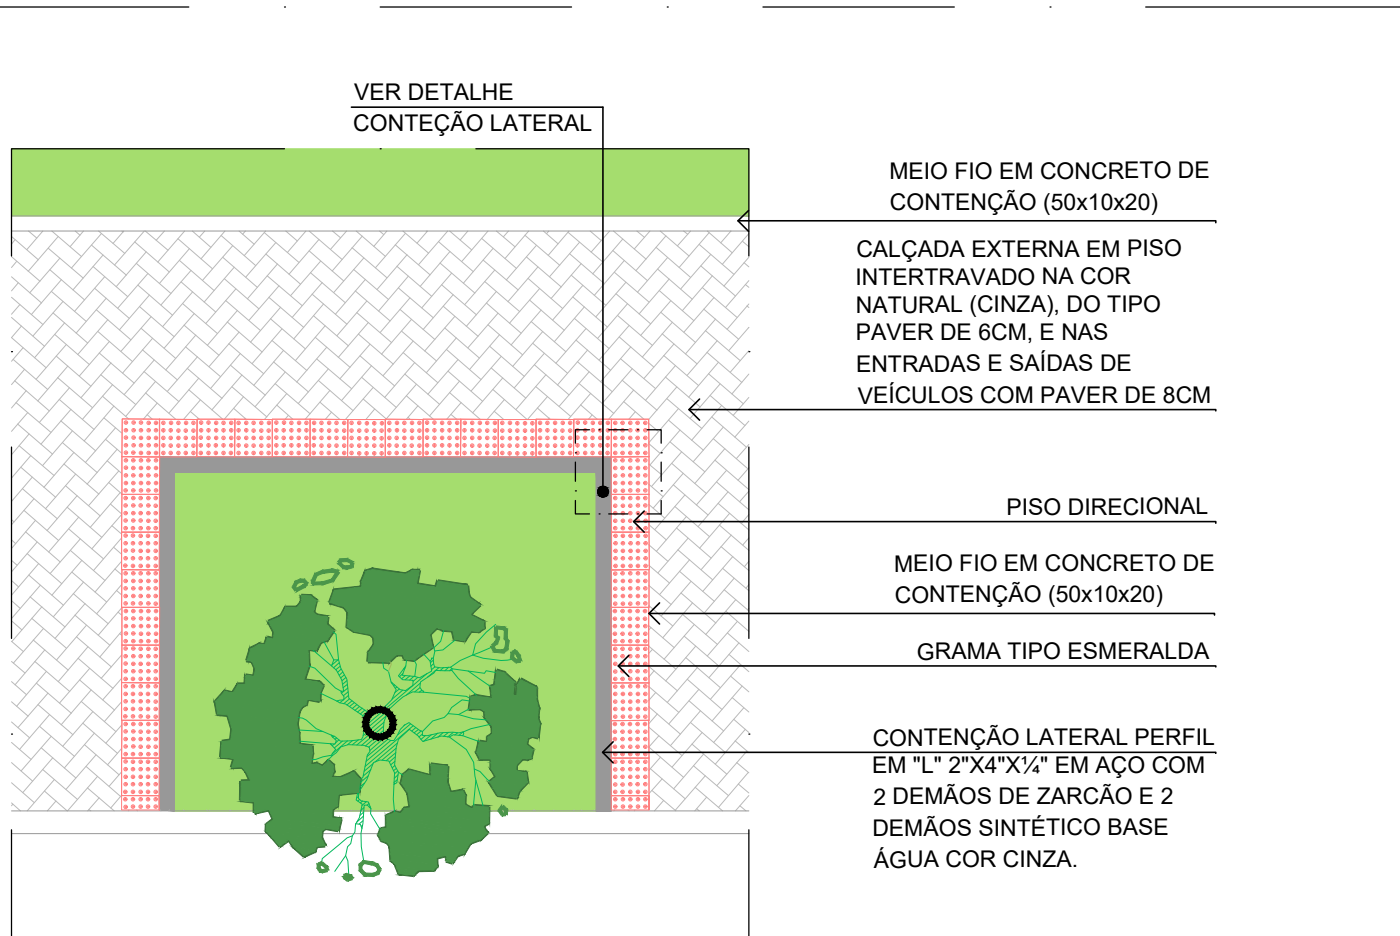 VER DETALHE
CONTEÇÃO LATERAL
MEIO FIO EM CONCRETO DE
CONTENÇÃO (50x10x20)
CALÇADA EXTERNA EM PISO
INTERTRAVADO NA COR
NATURAL (CINZA), DO TIPO
PAVER DE 6CM, E NAS
ENTRADAS E SAÍDAS DE
VEÍCULOS COM PAVER DE 8CM
PISO DIRECIONAL
MEIO FIO EM CONCRETO DE
CONTENÇÃO (50x10x20)
GRAMA TIPO ESMERALDA
CONTENÇÃO LATERAL PERFIL
EM "L" 2"X4"X¼" EM AÇO COM
2 DEMÃOS DE ZARCÃO E 2
DEMÃOS SINTÉTICO BASE
ÁGUA COR CINZA.